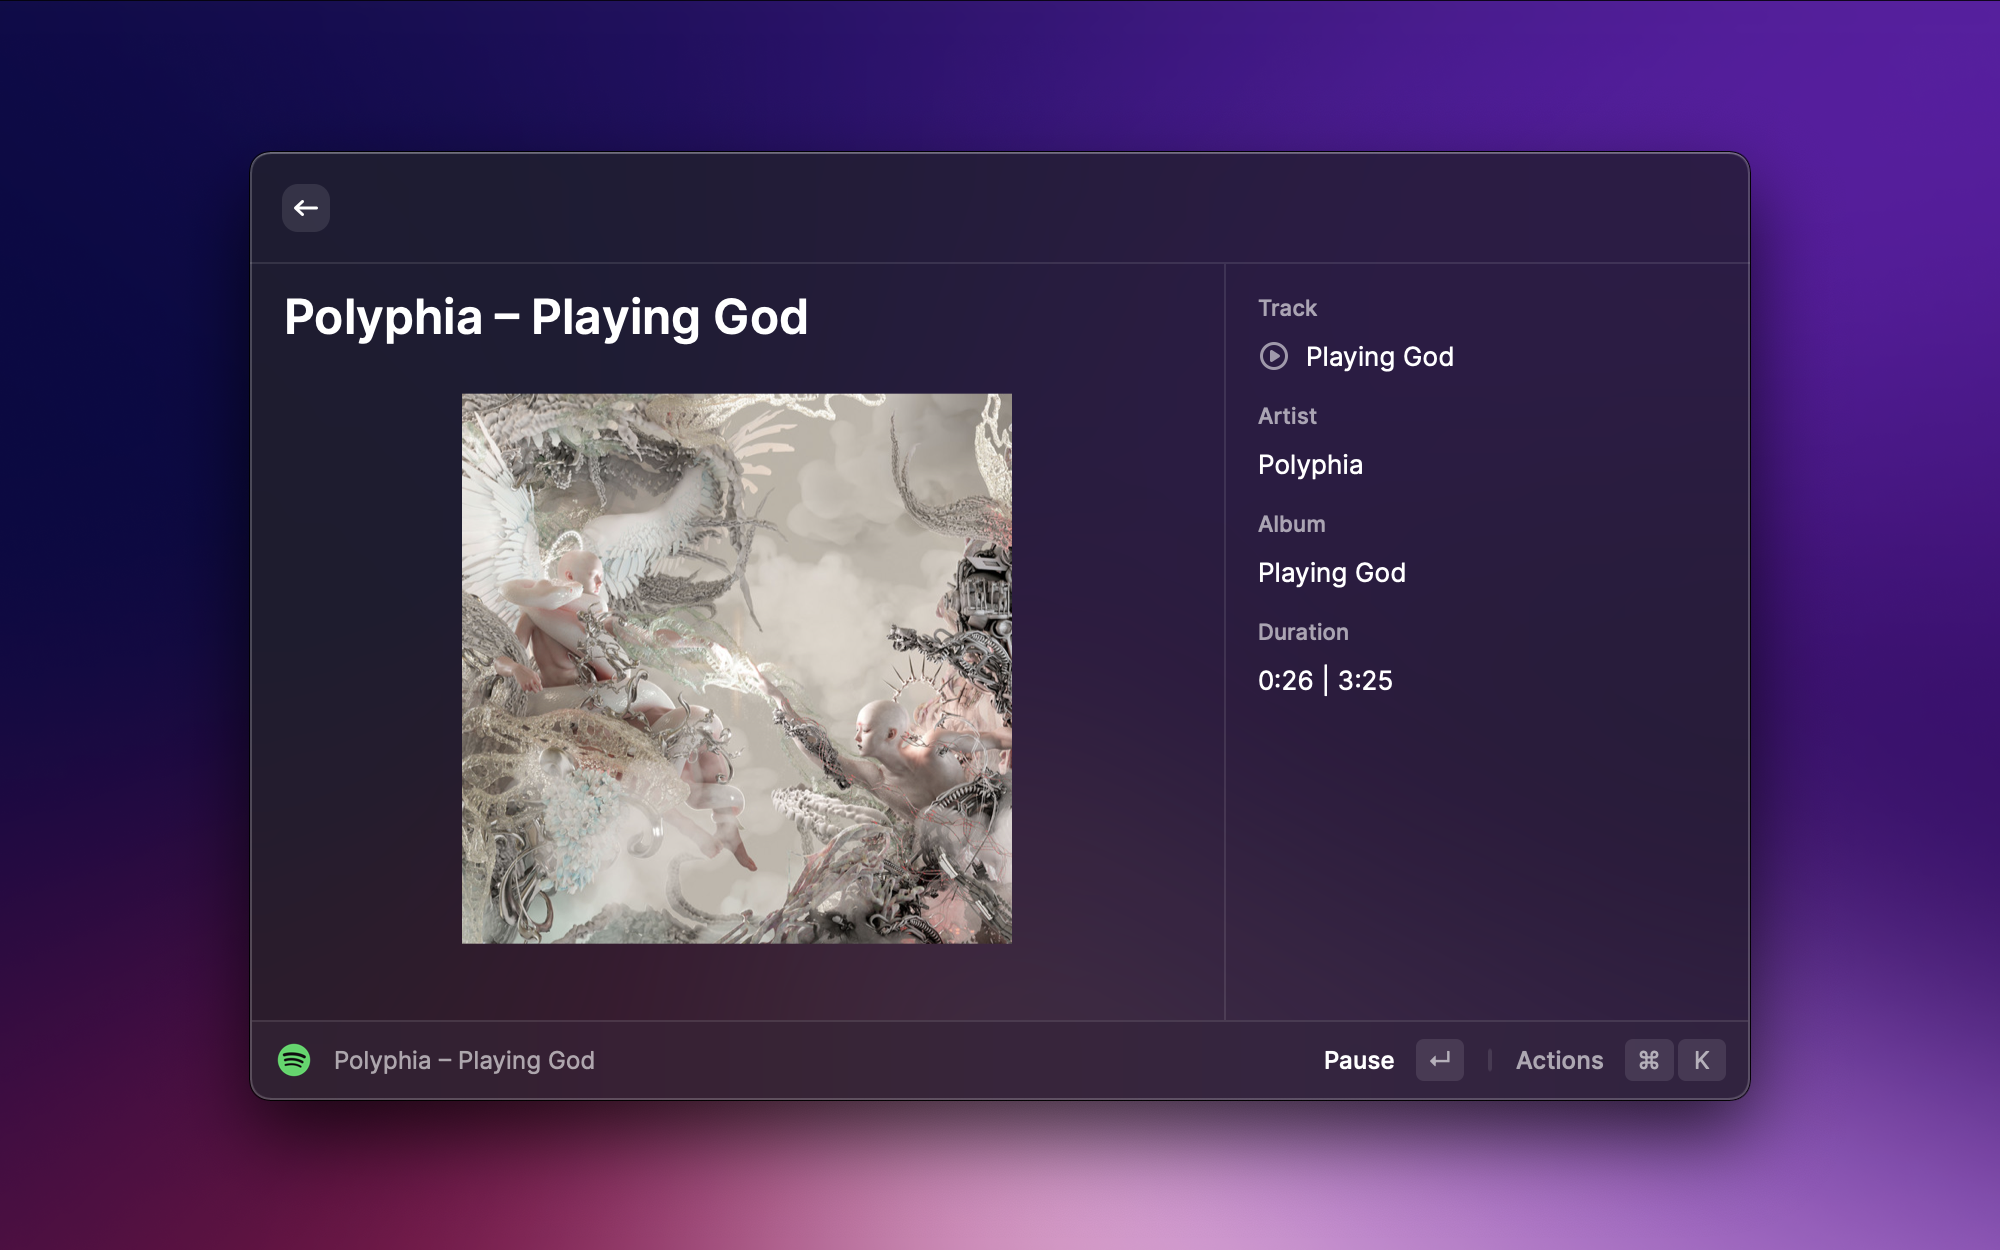 Polyphia – Playing God
Track
Playing God
Artist
Polyphia
Album
Playing God
Duration
0:26 | 3:25
Polyphia – Playing God
Pause ↵ | Actions ⌘ K